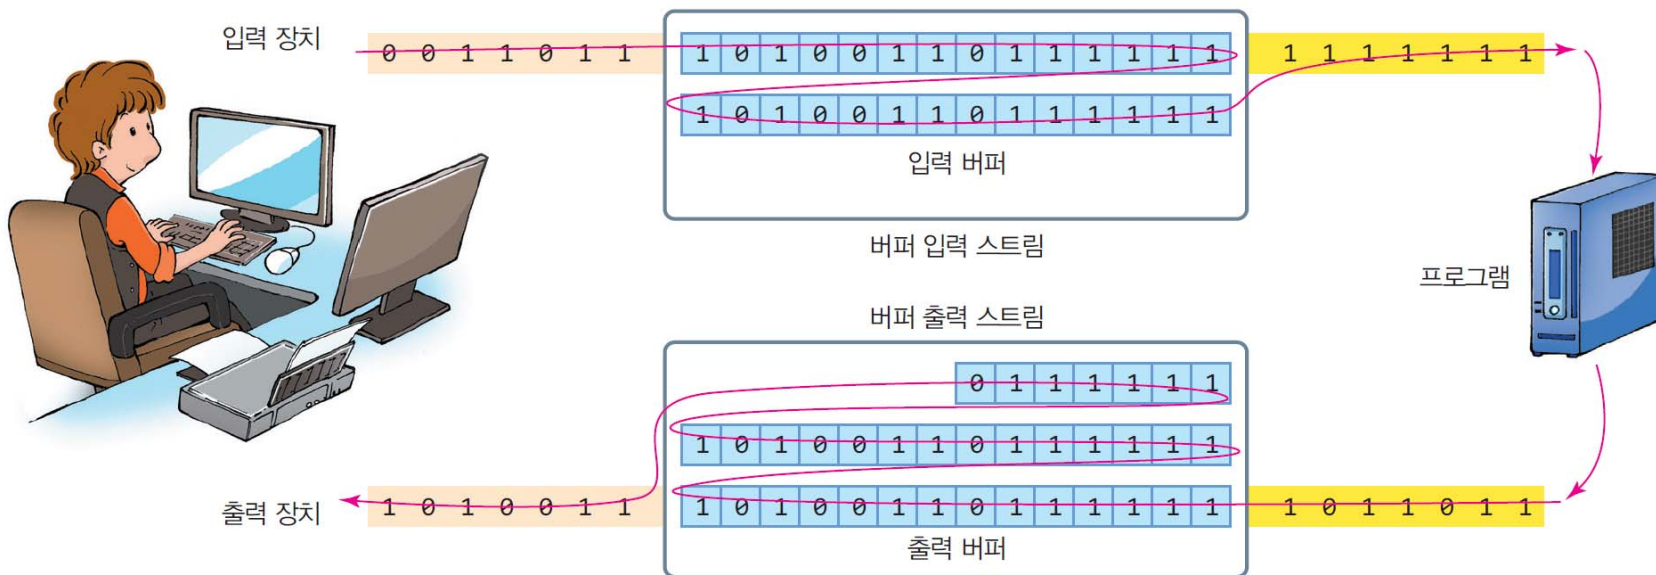 입력 장치
0 0 1 1 0 1 1 1 0 1 0 0 1 1 0 1 1 1 1 1 1 1 1 1 1 1 1 1
1 0 1 0 0 1 1 0 1 1 1 1 1 1
입력 버퍼
버퍼 입력 스트림
프로그램
버퍼 출력 스트림
0 1 1 1 1 1 1
1 0 1 0 0 1 1 0 1 1 1 1 1 1
출력 장치
1 0 1 0 0 1 1 1 0 1 0 0 1 1 0 1 1 1 1 1 1 1 0 1 1 0 1 1
출력 버퍼